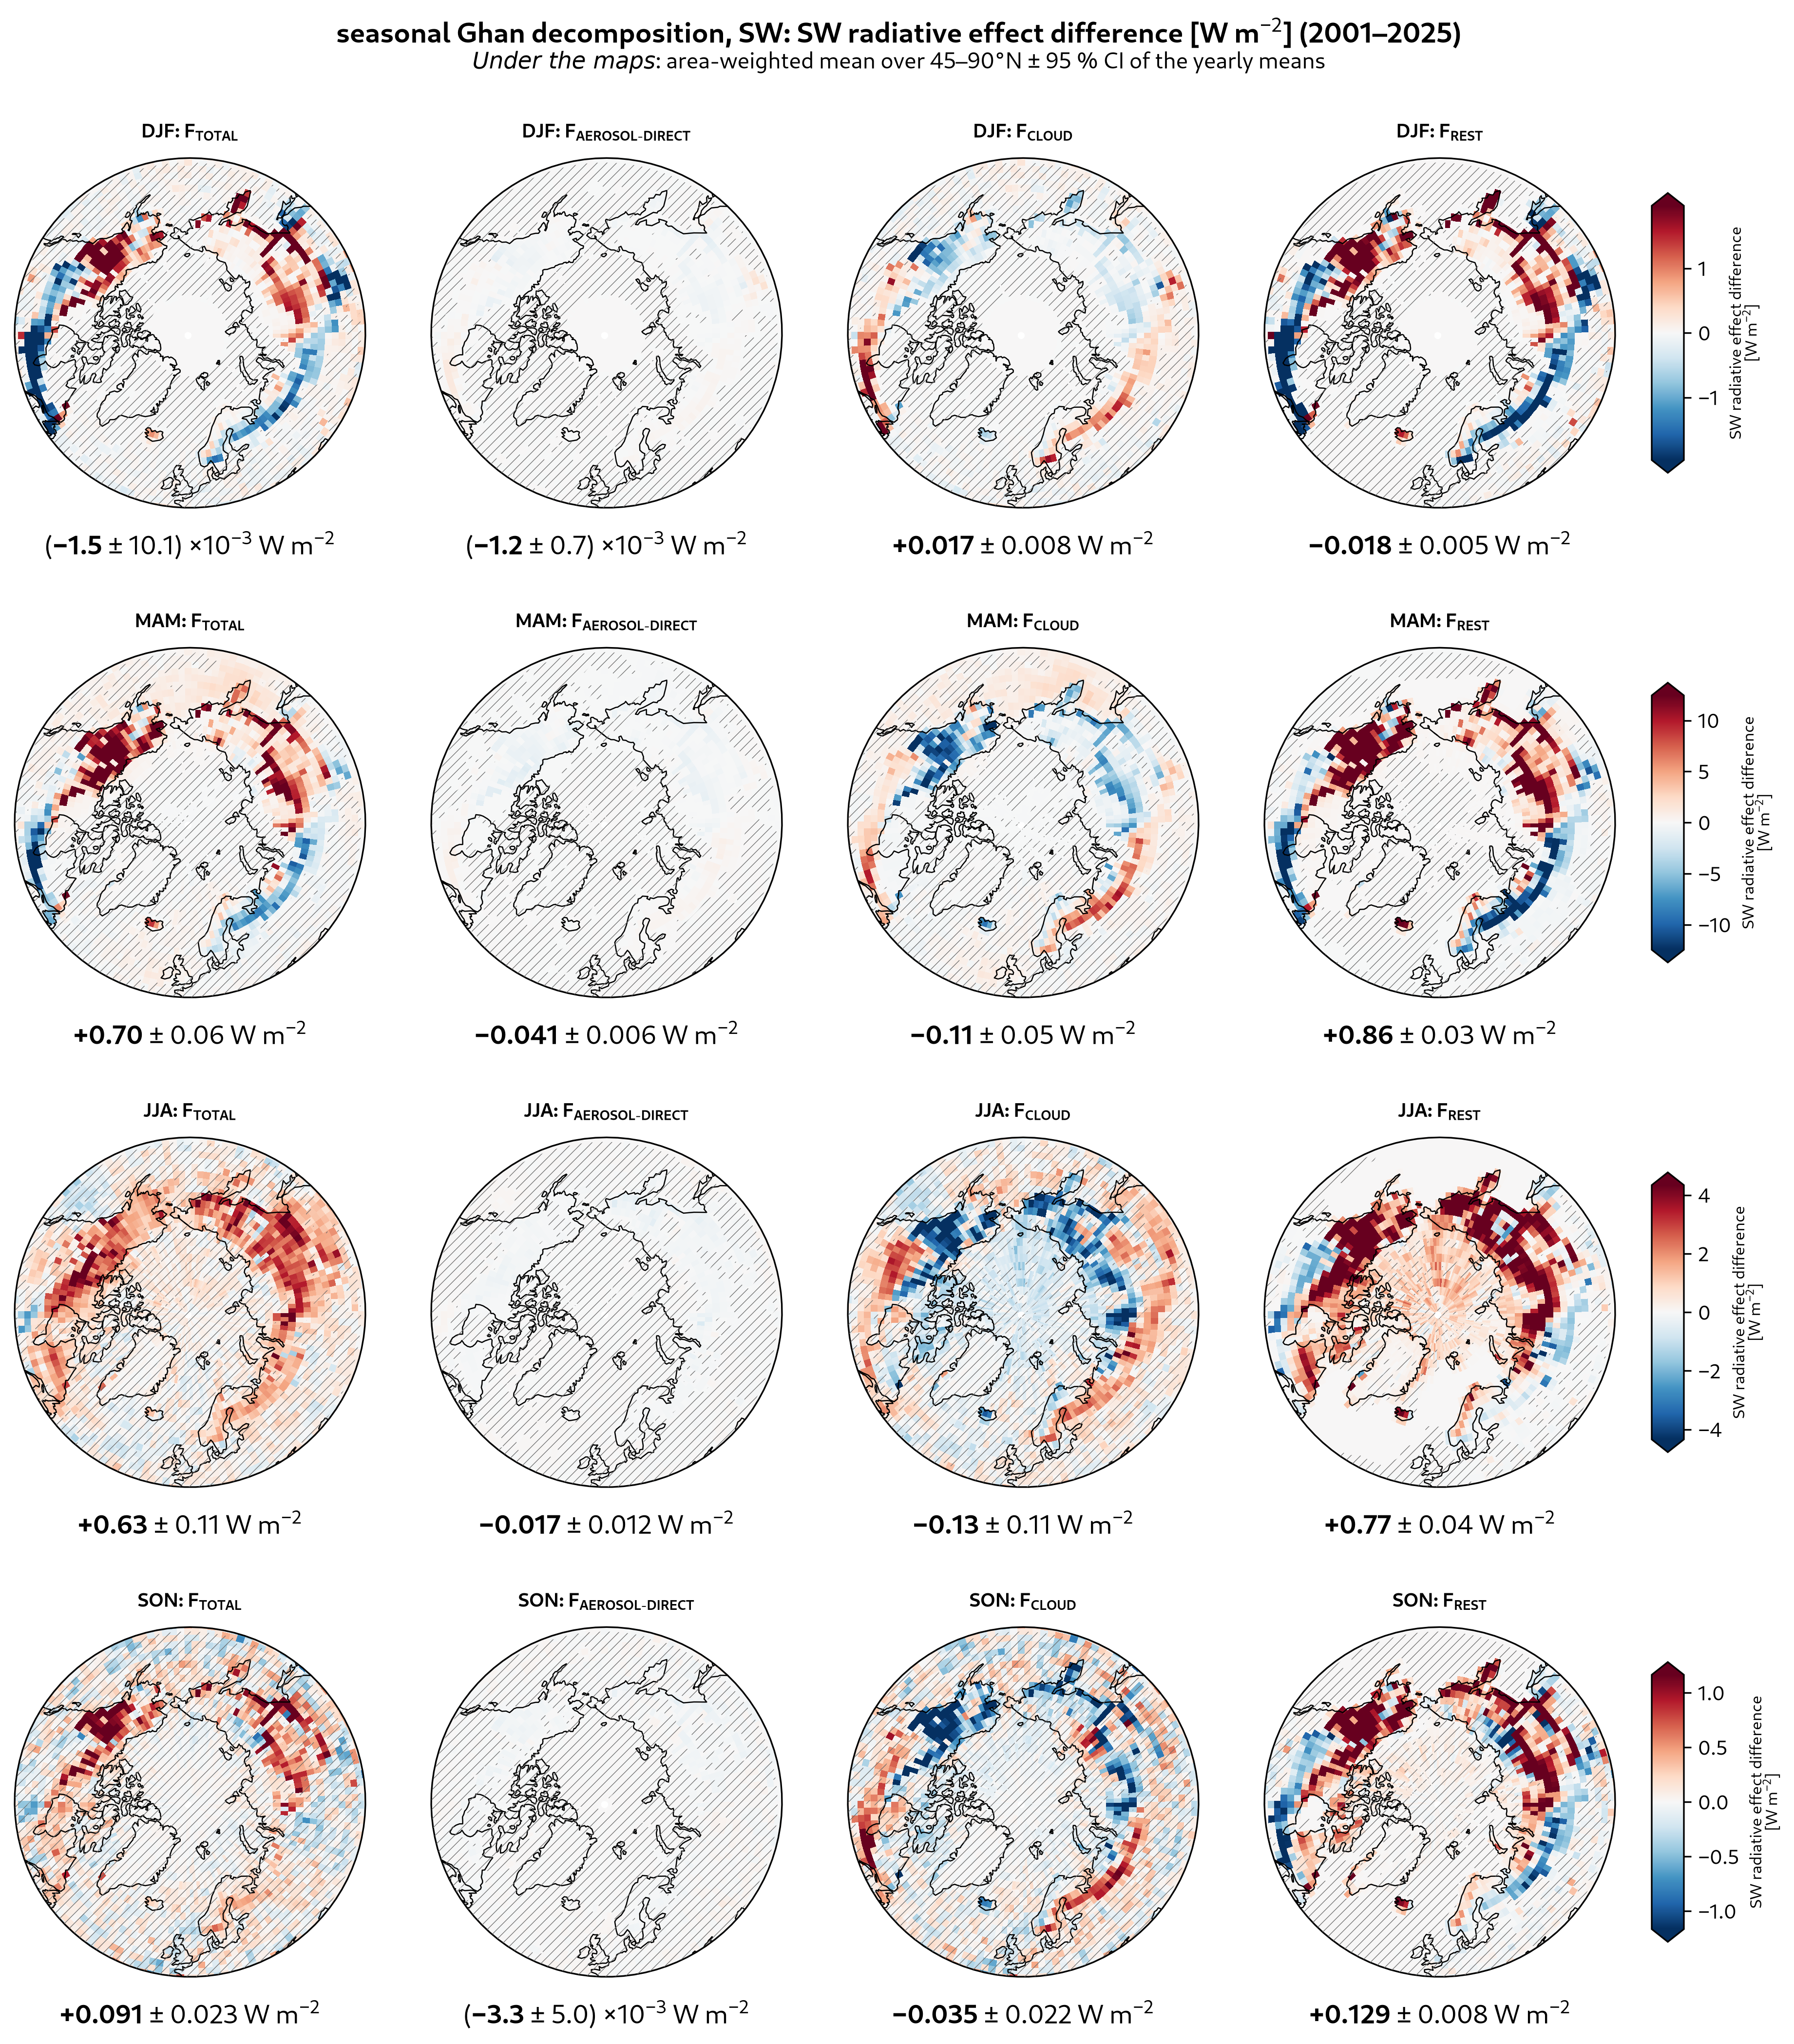 seasonal Ghan decomposition, SW: SW radiative effect difference [W m⁻²] (2001–2025)
Under the maps: area-weighted mean over 45–90°N ± 95 % CI of the yearly means
DJF: F_TOTAL
DJF: F_AEROSOL-DIRECT
DJF: F_CLOUD
DJF: F_REST
1
0
−1
SW radiative effect difference
[W m⁻²]
(−1.5 ± 10.1) ×10⁻³ W m⁻²
(−1.2 ± 0.7) ×10⁻³ W m⁻²
+0.017 ± 0.008 W m⁻²
−0.018 ± 0.005 W m⁻²
MAM: F_TOTAL
MAM: F_AEROSOL-DIRECT
MAM: F_CLOUD
MAM: F_REST
10
5
0
−5
−10
SW radiative effect difference
[W m⁻²]
+0.70 ± 0.06 W m⁻²
−0.041 ± 0.006 W m⁻²
−0.11 ± 0.05 W m⁻²
+0.86 ± 0.03 W m⁻²
JJA: F_TOTAL
JJA: F_AEROSOL-DIRECT
JJA: F_CLOUD
JJA: F_REST
4
2
0
−2
−4
SW radiative effect difference
[W m⁻²]
+0.63 ± 0.11 W m⁻²
−0.017 ± 0.012 W m⁻²
−0.13 ± 0.11 W m⁻²
+0.77 ± 0.04 W m⁻²
SON: F_TOTAL
SON: F_AEROSOL-DIRECT
SON: F_CLOUD
SON: F_REST
1.0
0.5
0.0
−0.5
−1.0
SW radiative effect difference
[W m⁻²]
+0.091 ± 0.023 W m⁻²
(−3.3 ± 5.0) ×10⁻³ W m⁻²
−0.035 ± 0.022 W m⁻²
+0.129 ± 0.008 W m⁻²